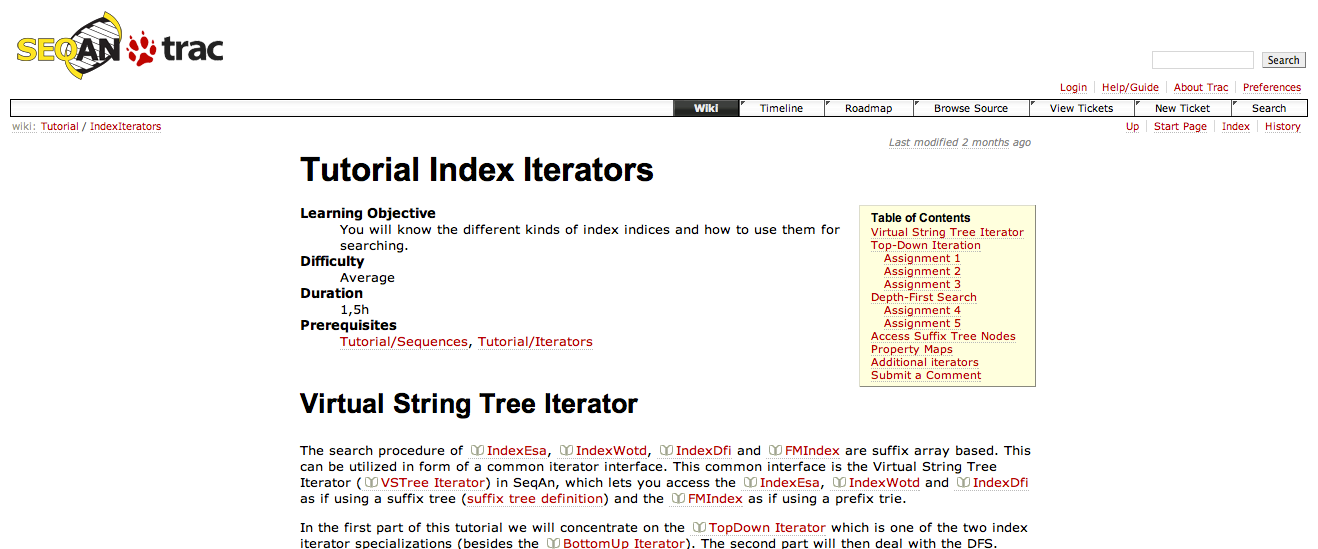 SEQAN trac
Search
Login Help/Guide About Trac Preferences
Wiki Timeline Roadmap Browse Source View Tickets New Ticket Search
wiki: Tutorial / IndexIterators
Up Start Page Index History
Last modified 2 months ago
Tutorial Index Iterators
Learning Objective
You will know the different kinds of index indices and how to use them for
searching.
Difficulty
Average
Duration
1,5h
Prerequisites
Tutorial/Sequences, Tutorial/Iterators
Table of Contents
Virtual String Tree Iterator
Top-Down Iteration
Assignment 1
Assignment 2
Assignment 3
Depth-First Search
Assignment 4
Assignment 5
Access Suffix Tree Nodes
Property Maps
Additional iterators
Submit a Comment
Virtual String Tree Iterator
The search procedure of IndexEsa, IndexWotd, IndexDfi and FMIndex are suffix array based. This
can be utilized in form of a common iterator interface. This common interface is the Virtual String Tree
Iterator ( VSTree Iterator) in SeqAn, which lets you access the IndexEsa, IndexWotd and IndexDfi
as if using a suffix tree (suffix tree definition) and the FMIndex as if using a prefix trie.
In the first part of this tutorial we will concentrate on the TopDown Iterator which is one of the two index
iterator specializations (besides the BottomUp Iterator). The second part will then deal with the DFS.